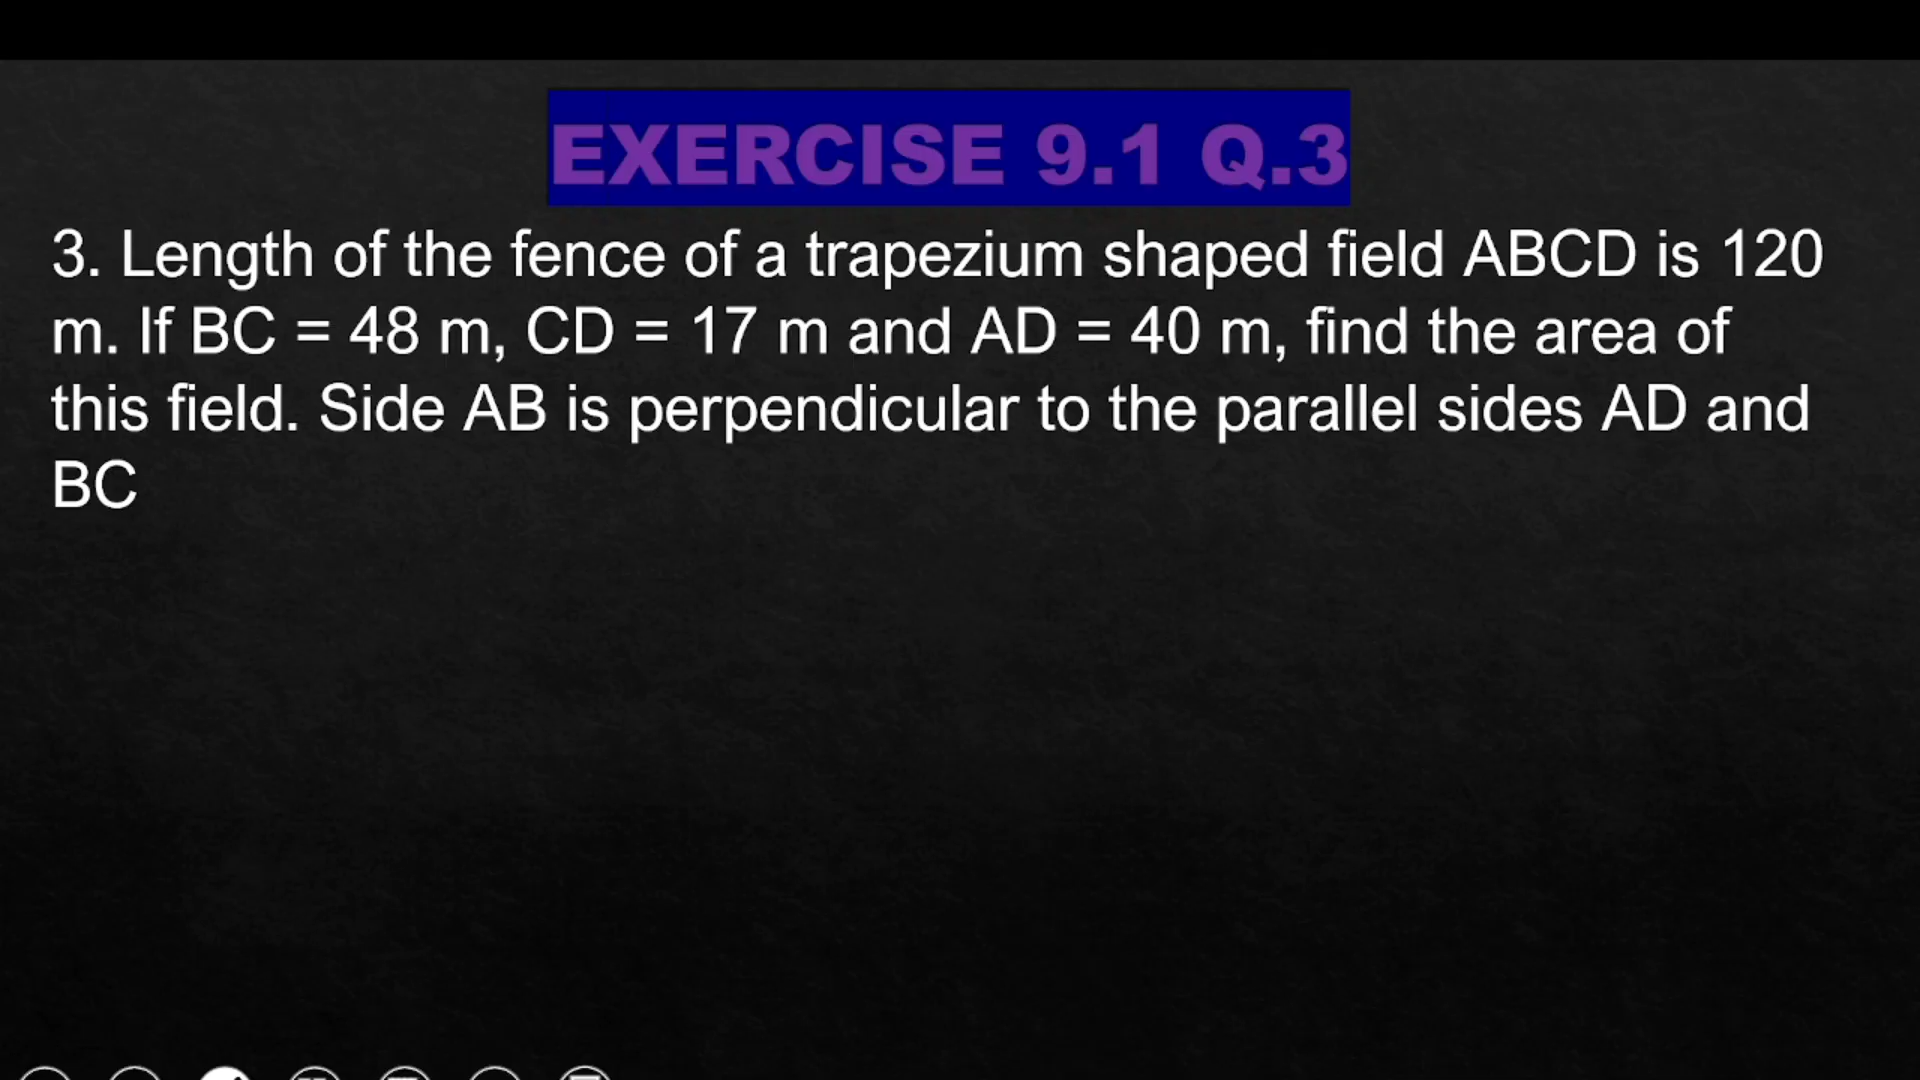 EXERCISE 9.1 Q.3
3. Length of the fence of a trapezium shaped field ABCD is 120
m. If BC = 48 m, CD = 17 m and AD = 40 m, find the area of
this field. Side AB is perpendicular to the parallel sides AD and
BC